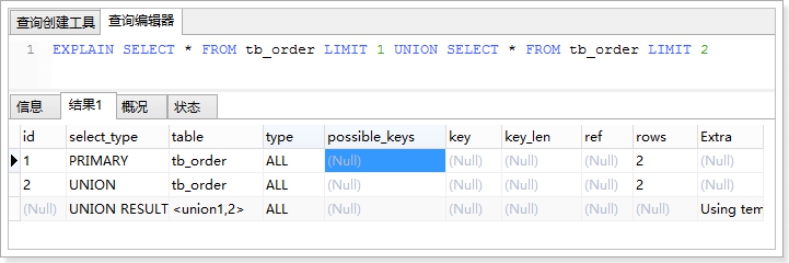 查询创建工具 查询编辑器
1 EXPLAIN SELECT * FROM tb_order LIMIT 1 UNION SELECT * FROM tb_order LIMIT 2
信息 结果1 概况 状态
id select_type table type possible_keys key key_len ref rows Extra
1 PRIMARY tb_order ALL (Null) (Null) (Null) (Null) 2 (Null)
2 UNION tb_order ALL (Null) (Null) (Null) (Null) 2 (Null)
(Null) UNION RESULT <union1,2> ALL (Null) (Null) (Null) (Null) (Null) Using tem